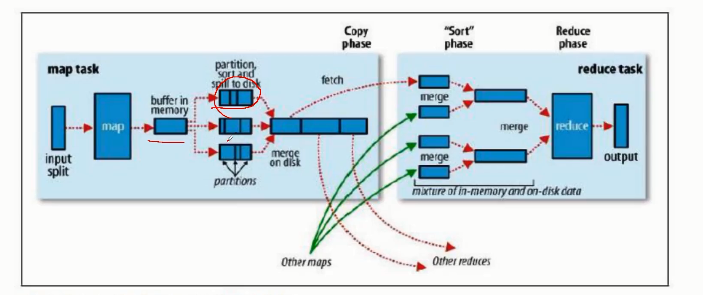 Copy
phase
"Sort"
phase
Reduce
phase
map task
partition,
sort and
spill to disk
fetch
reduce task
buffer in
memory
map
merge
merge
reduce
input
split
merge
on disk
merge
output
partitions
mixture of in-memory and on-disk data
Other maps
Other reduces